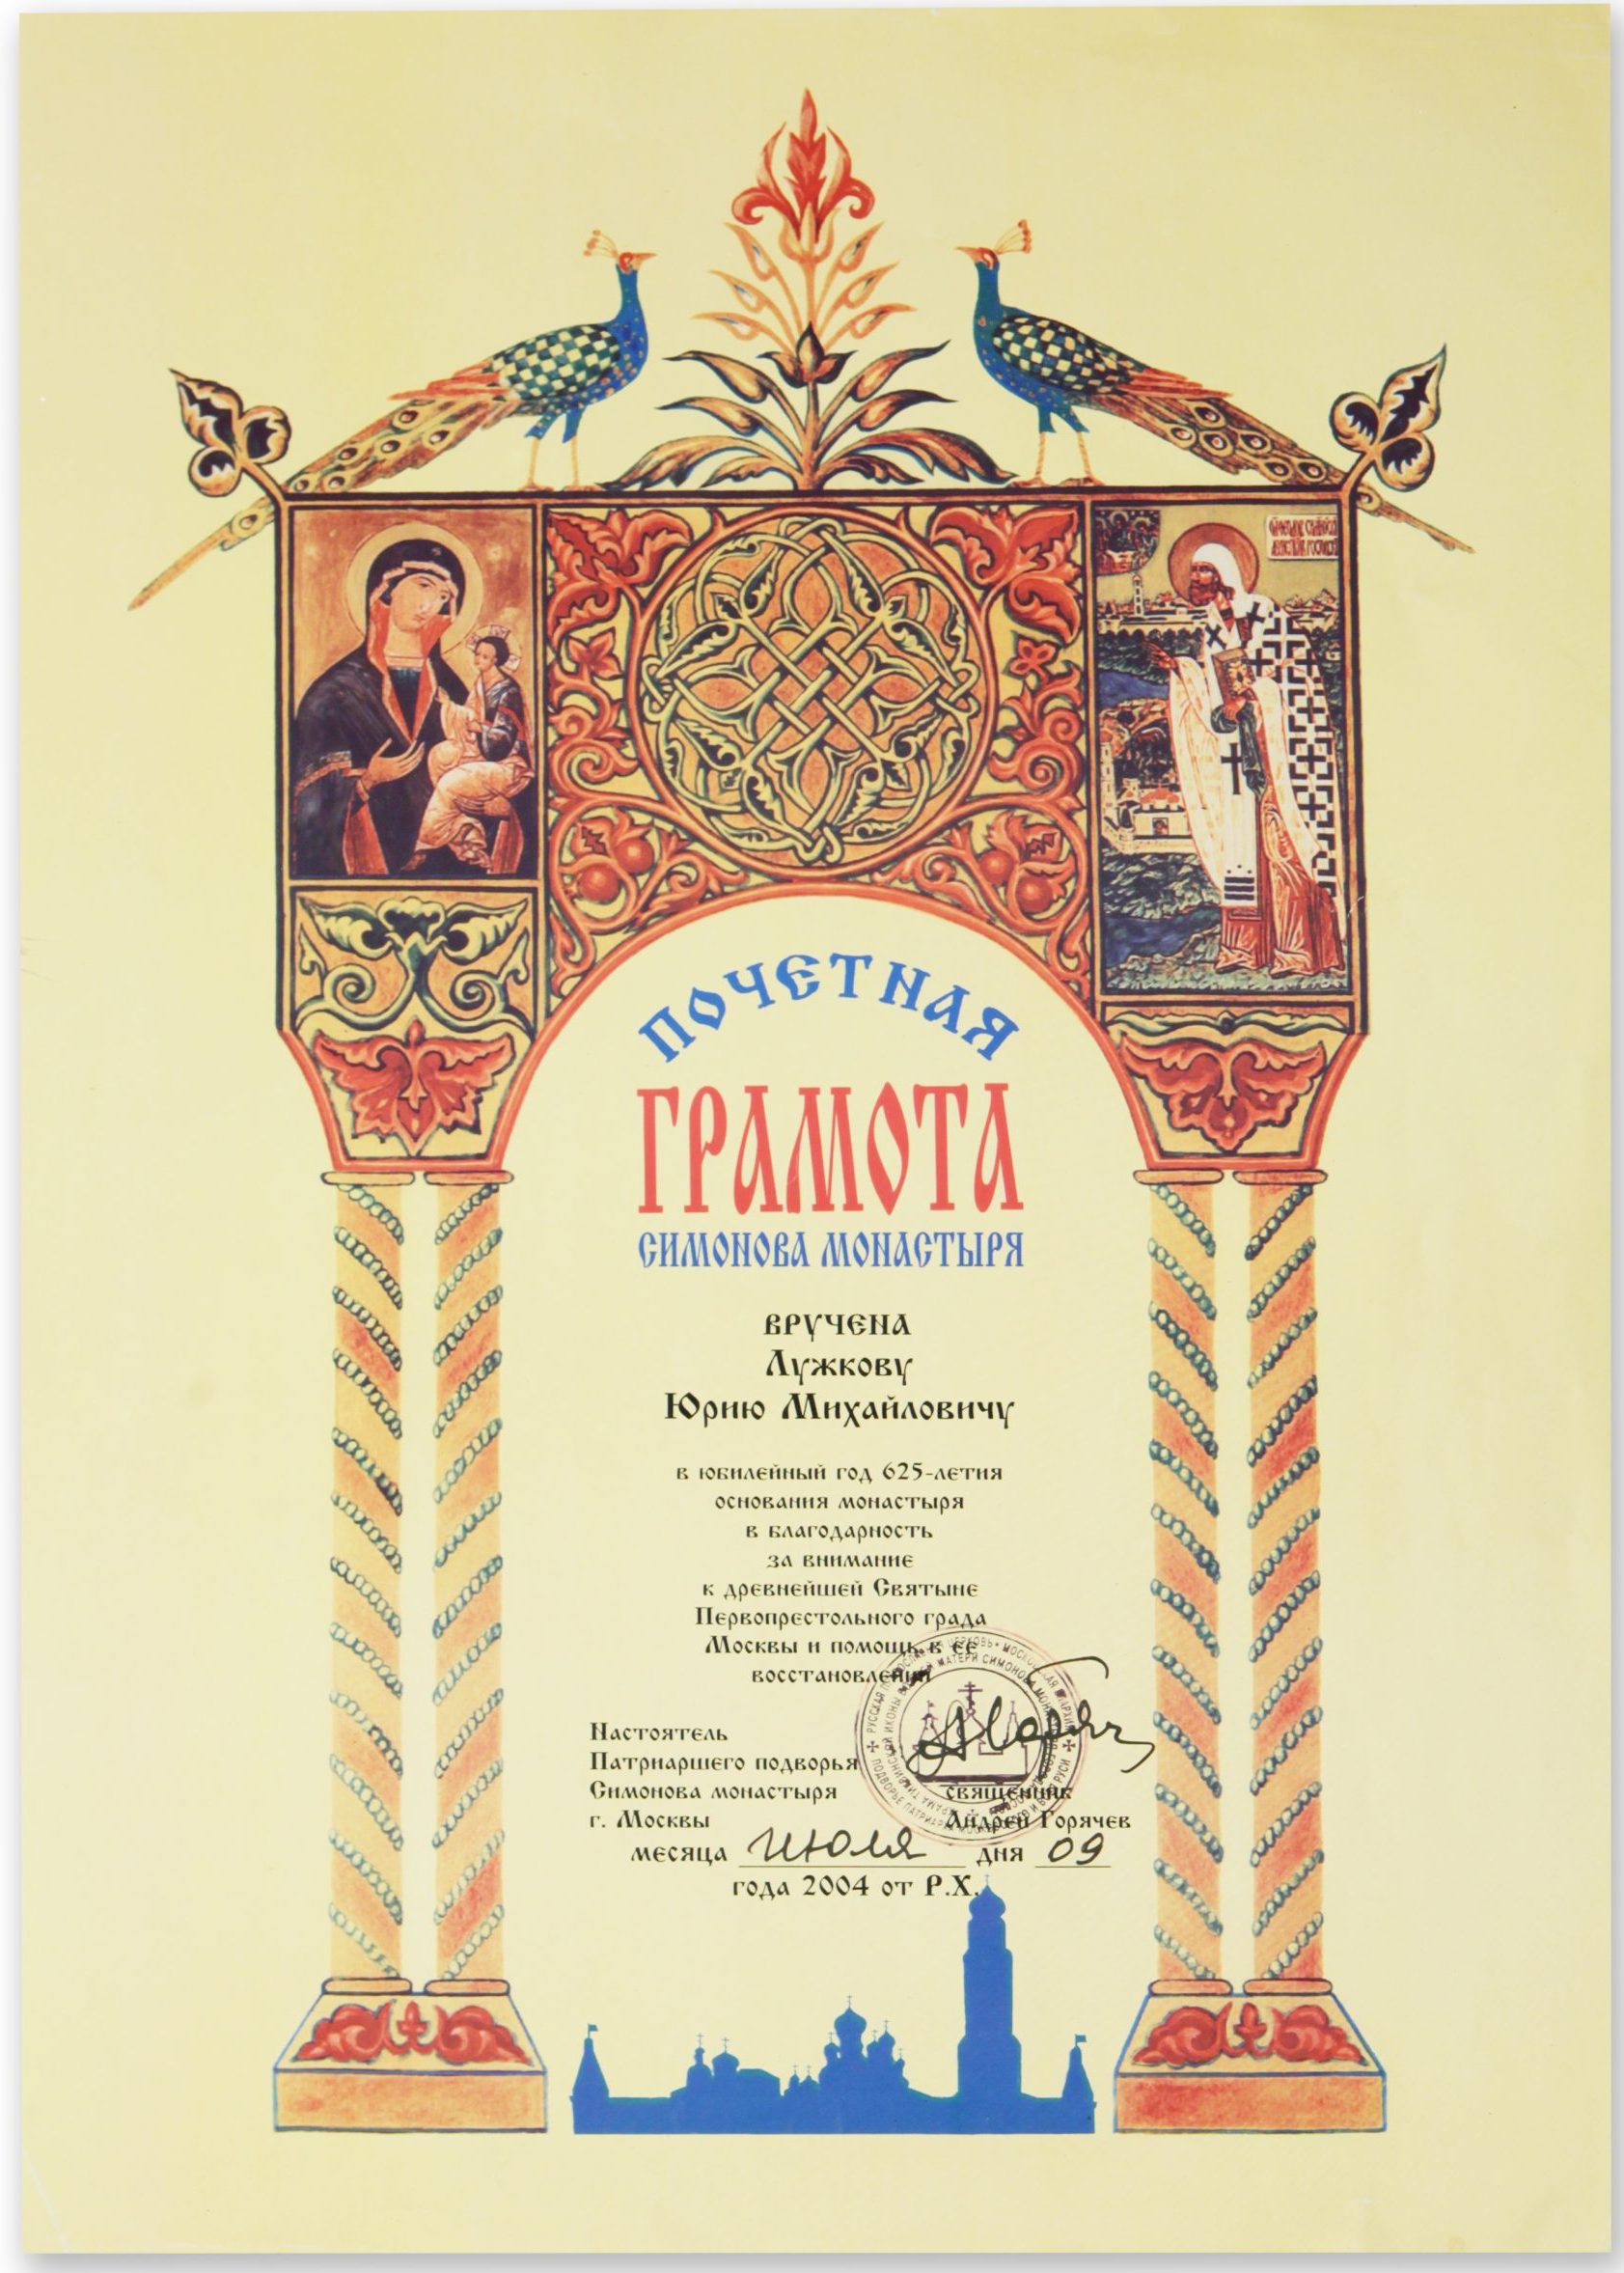 ПОЧЕТНАЯ
ГРАМОТА
СИМОНОВА МОНАСТЫРЯ
ВРУЧЕНА
Лужкову
Юрию Михайловичу
в юбилейный год 625-летия
основания монастыря
в благодарность
за внимание
к древнейшей Святыне
Первопрестольного града
Москвы и помощь в ее
восстановлении
Настоятель
Патриаршего подворья
Симонова монастыря
г. Москвы
священник
Андрей Горячев
месяца июля дня 09
года 2004 от Р.Х.